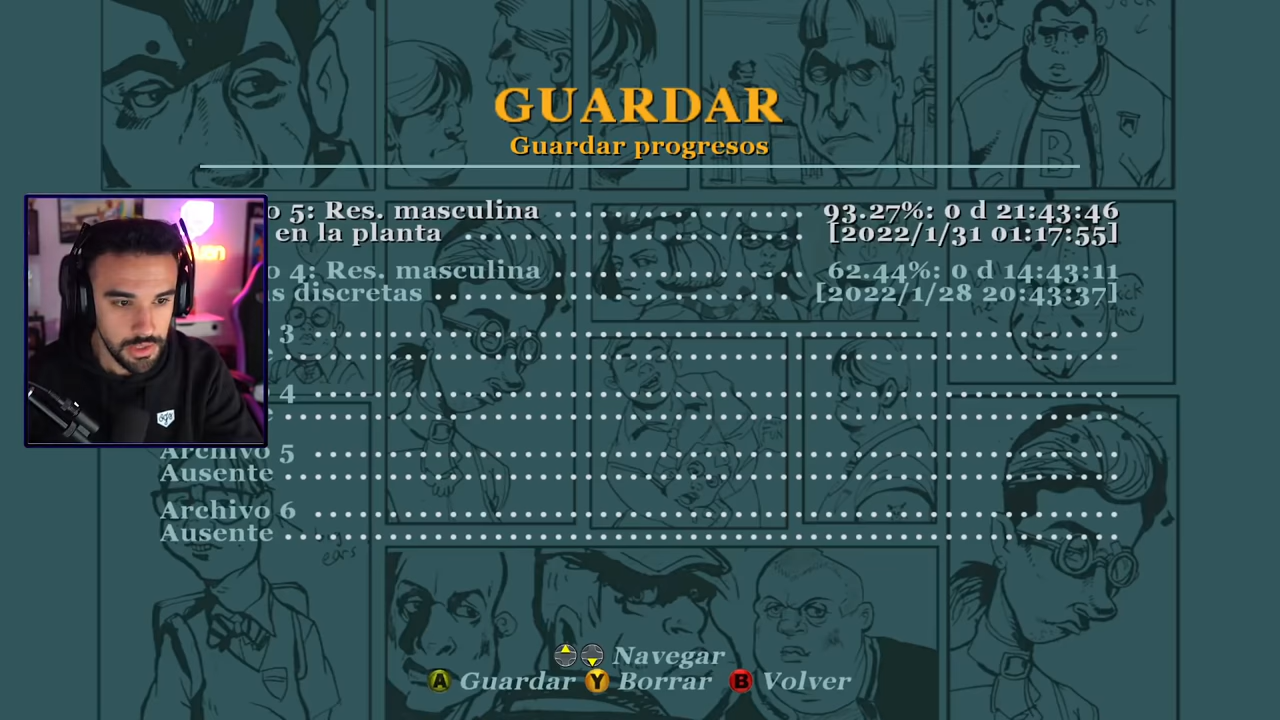 GUARDAR
Guardar progresos
o 5: Res. masculina 93.27%: 0 d 21:43:46
en la planta [2022/1/31 01:17:55]
o 4: Res. masculina 62.44%: 0 d 14:43:11
s discretas [2022/1/28 20:43:37]
3
4
Archivo 5
Ausente
Archivo 6
Ausente
Navegar
A Guardar Y Borrar B Volver